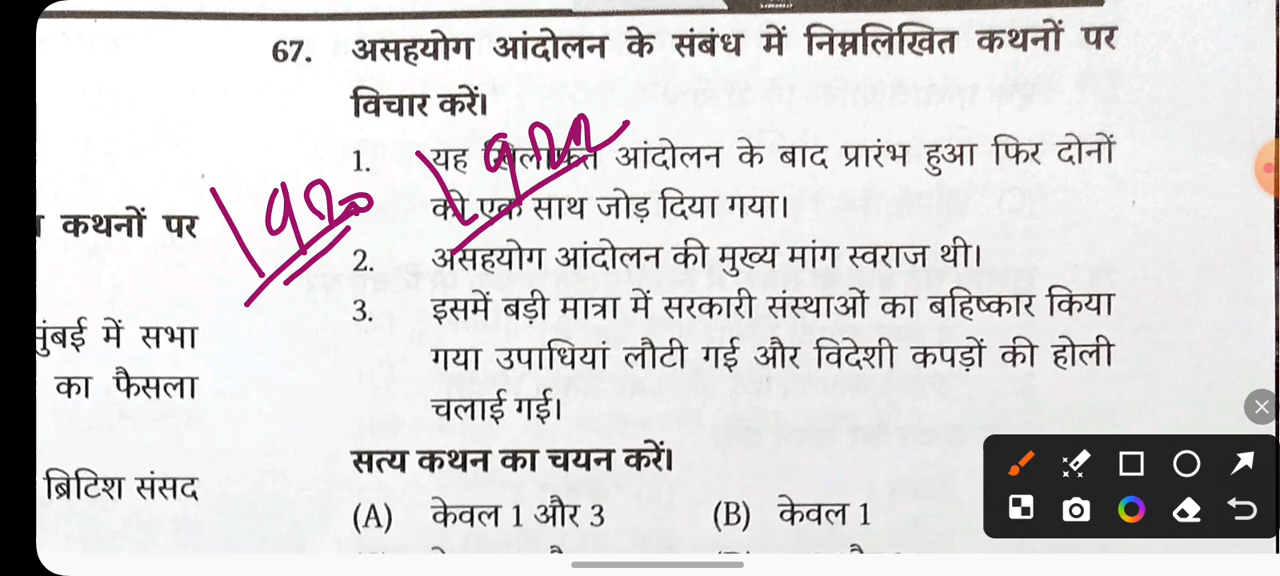 67. असहयोग आंदोलन के संबंध में निम्नलिखित कथनों पर
विचार करें।
1. यह खिलाफत आंदोलन के बाद प्रारंभ हुआ फिर दोनों
को एक साथ जोड़ दिया गया।
1920
1922
2. असहयोग आंदोलन की मुख्य मांग स्वराज थी।
3. इसमें बड़ी मात्रा में सरकारी संस्थाओं का बहिष्कार किया
गया उपाधियां लौटी गई और विदेशी कपड़ों की होली
चलाई गई।
सत्य कथन का चयन करें।
(A) केवल 1 और 3 (B) केवल 1
कथनों पर
में सभा
का फैसला
ब्रिटिश संसद